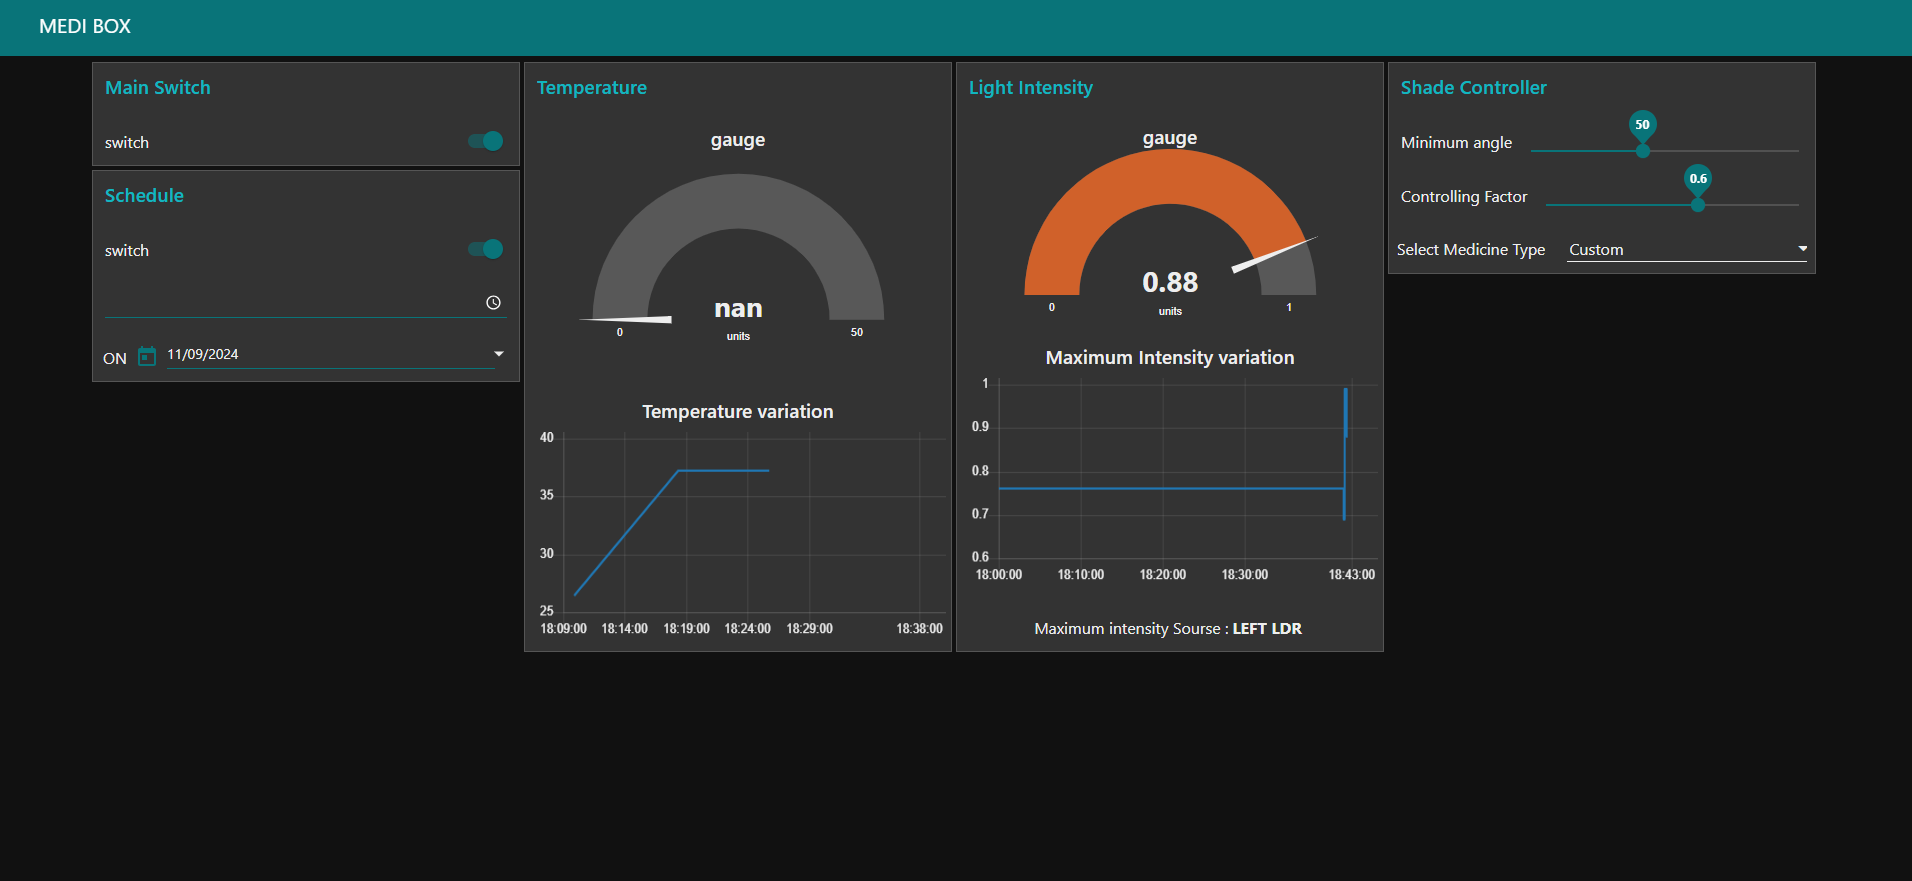 MEDI BOX
Main Switch
switch
Schedule
switch
ON 11/09/2024
Temperature
gauge
nan
units
0 50
Temperature variation
40
35
30
25
18:09:00 18:14:00 18:19:00 18:24:00 18:29:00 18:38:00
Light Intensity
gauge
0.88
units
0 1
Maximum Intensity variation
1
0.9
0.8
0.7
0.6
18:00:00 18:10:00 18:20:00 18:30:00 18:43:00
Maximum intensity Sourse : LEFT LDR
Shade Controller
50
Minimum angle
0.6
Controlling Factor
Select Medicine Type Custom